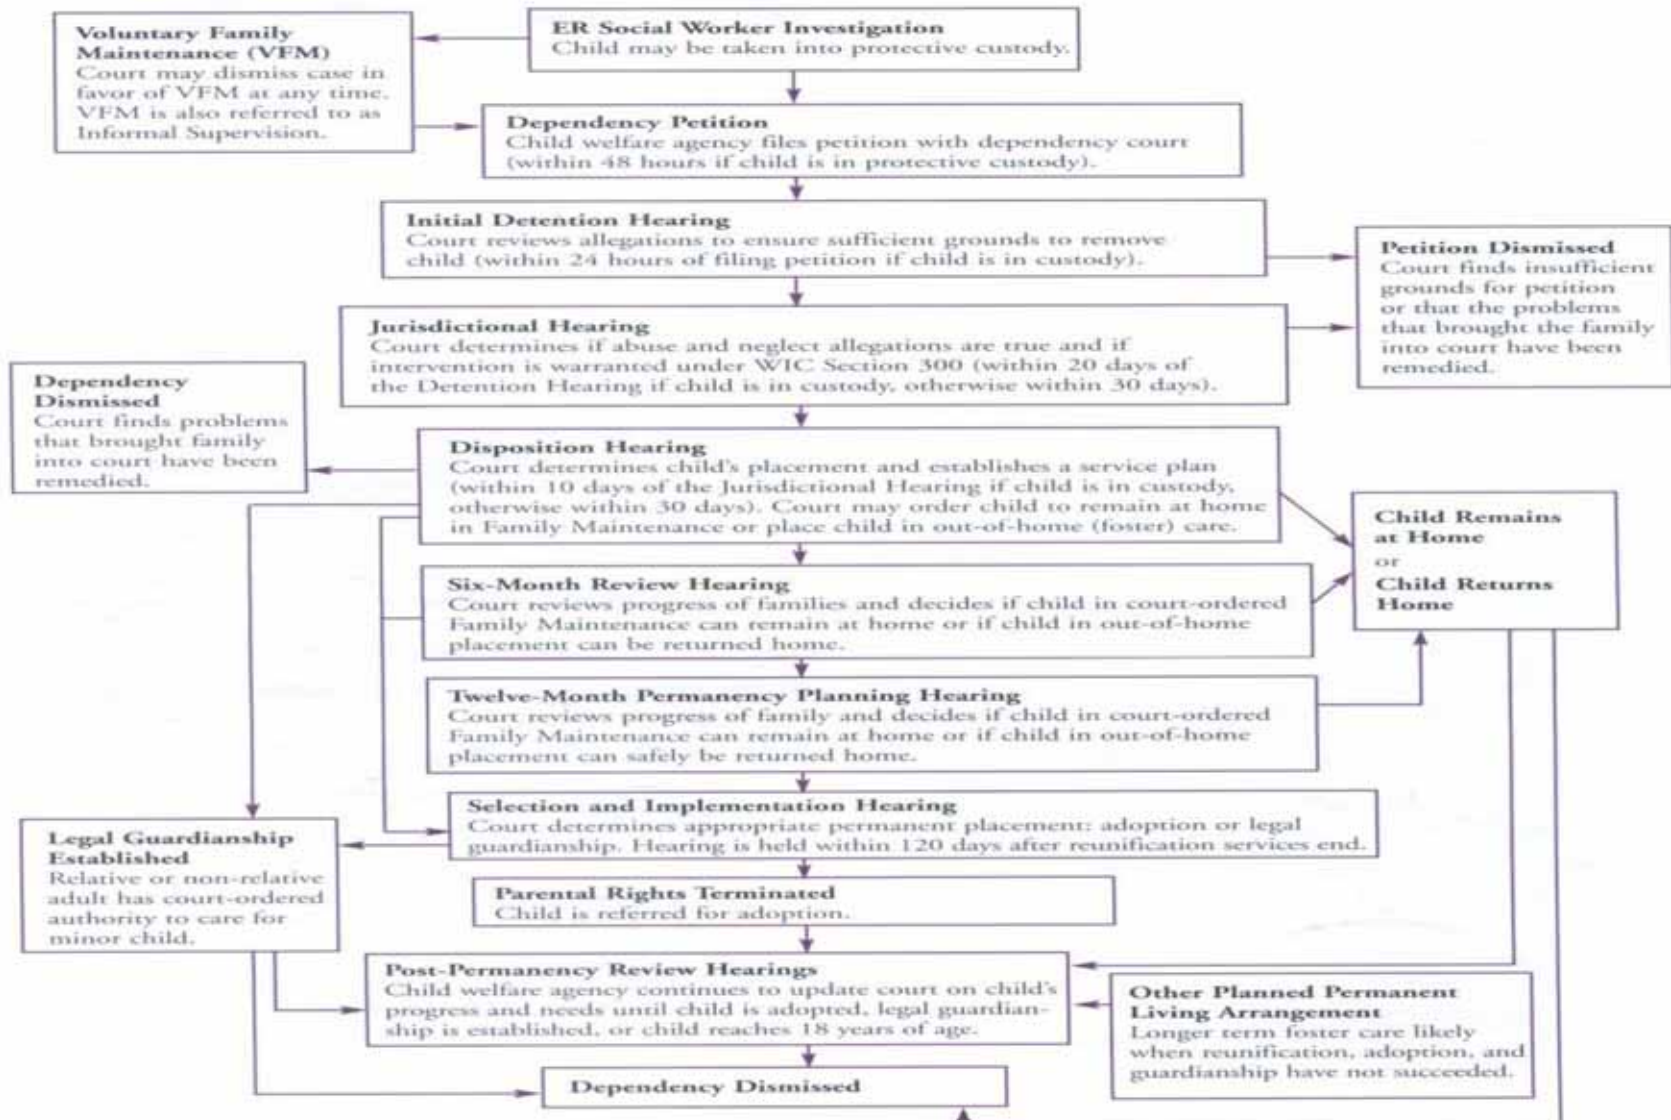 Voluntary Family
Maintenance (VFM)
Court may dismiss case in
favor of VFM at any time.
VFM is also referred to as
Informal Supervision.
ER Social Worker Investigation
Child may be taken into protective custody.
Dependency Petition
Child welfare agency files petition with dependency court
(within 48 hours if child is in protective custody).
Initial Detention Hearing
Court reviews allegations to ensure sufficient grounds to remove
child (within 24 hours of filing petition if child is in custody).
Petition Dismissed
Court finds insufficient
grounds for petition
or that the problems
that brought the family
into court have been
remedied.
Jurisdictional Hearing
Court determines if abuse and neglect allegations are true and if
intervention is warranted under WIC Section 300 (within 20 days of
the Detention Hearing if child is in custody, otherwise within 30 days).
Dependency
Dismissed
Court finds problems
that brought family
into court have been
remedied.
Disposition Hearing
Court determines child's placement and establishes a service plan
(within 10 days of the Jurisdictional Hearing if child is in custody,
otherwise within 30 days). Court may order child to remain at home
in Family Maintenance or place child in out-of-home (foster) care.
Child Remains
at Home
or
Child Returns
Home
Six-Month Review Hearing
Court reviews progress of families and decides if child in court-ordered
Family Maintenance can remain at home or if child in out-of-home
placement can be returned home.
Twelve-Month Permanency Planning Hearing
Court reviews progress of family and decides if child in court-ordered
Family Maintenance can remain at home or if child in out-of-home
placement can safely be returned home.
Selection and Implementation Hearing
Court determines appropriate permanent placement: adoption or legal
guardianship. Hearing is held within 120 days after reunification services end.
Legal Guardianship
Established
Relative or non-relative
adult has court-ordered
authority to care for
minor child.
Parental Rights Terminated
Child is referred for adoption.
Post-Permanency Review Hearings
Child welfare agency continues to update court on child's
progress and needs until child is adopted, legal guardian-
ship is established, or child reaches 18 years of age.
Other Planned Permanent
Living Arrangement
Longer term foster care likely
when reunification, adoption, and
guardianship have not succeeded.
Dependency Dismissed